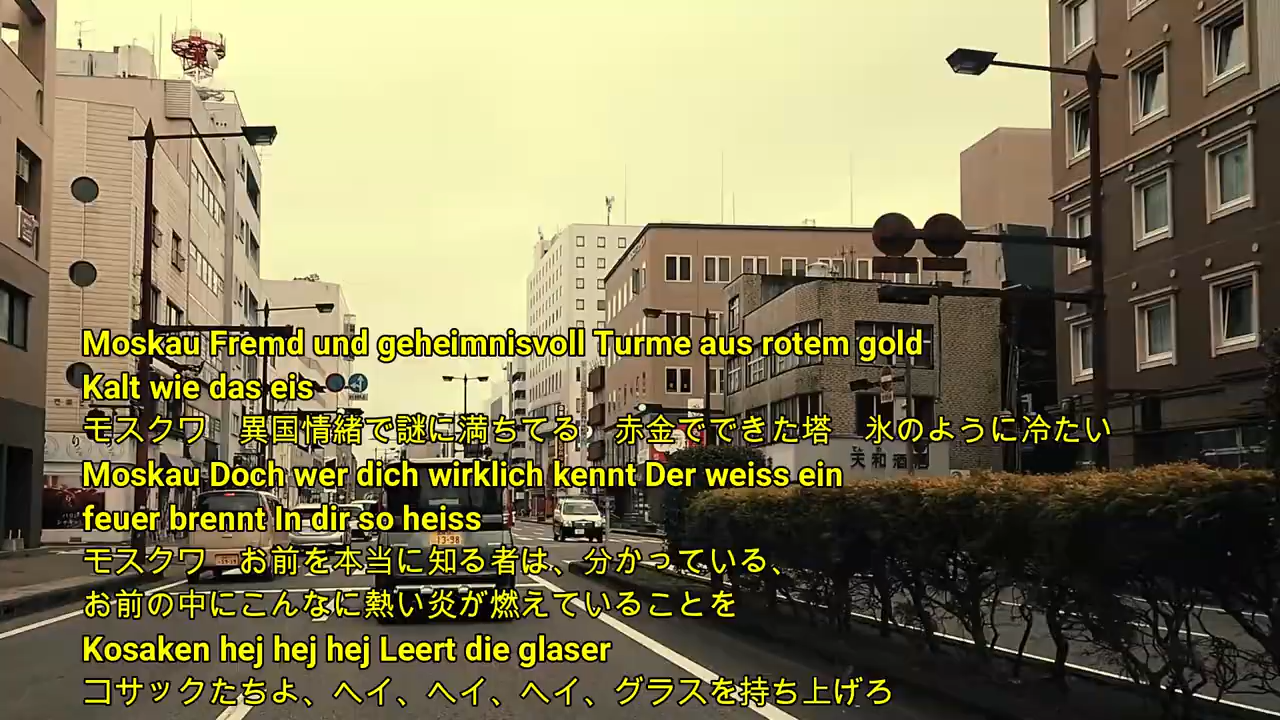 Moskau Fremd und geheimnisvoll Turme aus rotem gold
Kalt wie das eis
モスクワ　異国情緒で謎に満ちてる　赤金でできた塔　氷のように冷たい
天和酒
Moskau Doch wer dich wirklich kennt Der weiss ein
feuer brennt In dir so heiss
モスクワ　お前を本当に知る者は、分かっている、
お前の中にこんなに熱い炎が燃えていることを
Kosaken hej hej hej Leert die glaser
コサックたちよ、ヘイ、ヘイ、ヘイ、グラスを持ち上げろ